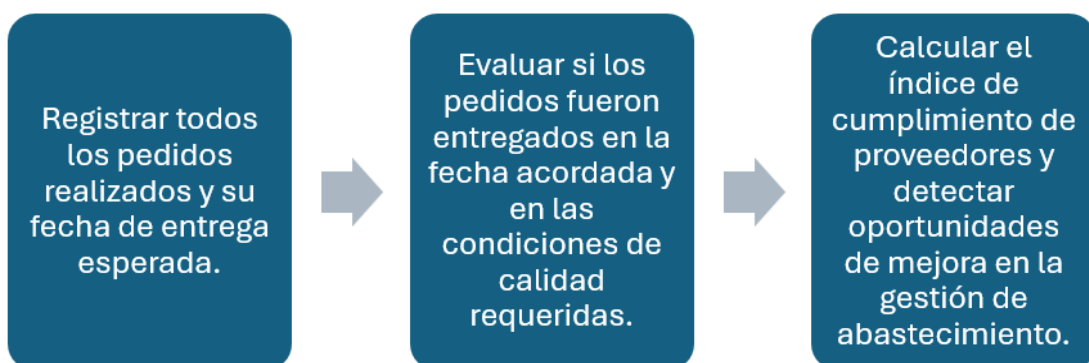 Registrar todos
los pedidos
realizados y su
fecha de entrega
esperada.
Evaluar si los
pedidos fueron
entregados en la
fecha acordada y
en las
condiciones de
calidad
requeridas.
Calcular el
índice de
cumplimiento de
proveedores y
detectar
oportunidades
de mejora en la
gestión de
abastecimiento.